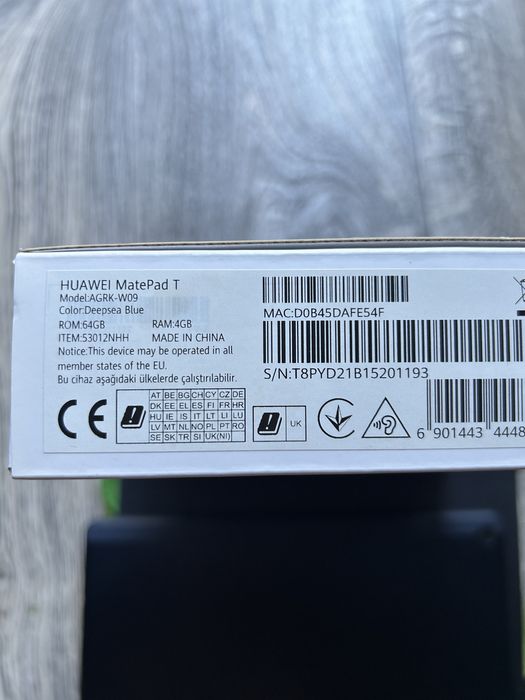 HUAWEI MatePad T
Model:AGRK-W09
Color:Deepsea Blue
ROM:64GB RAM:4GB
ITEM:53012NHH MADE IN CHINA
Notice:This device may be operated in all
member states of the EU.
Bu cihaz aşağıdaki ülkelerde çalıştırılabilir.
MAC:D0B45DAFE54F
S/N:T8PYD21B15201193
CE
AT BE BG CH CY CZ DE
DK EE EL ES FI FR HR
HU IE IS IT LT LI LU
LV MT NL NO PL PT RO
SE SK TR SI UK(NI)
UK
6 901443 4448